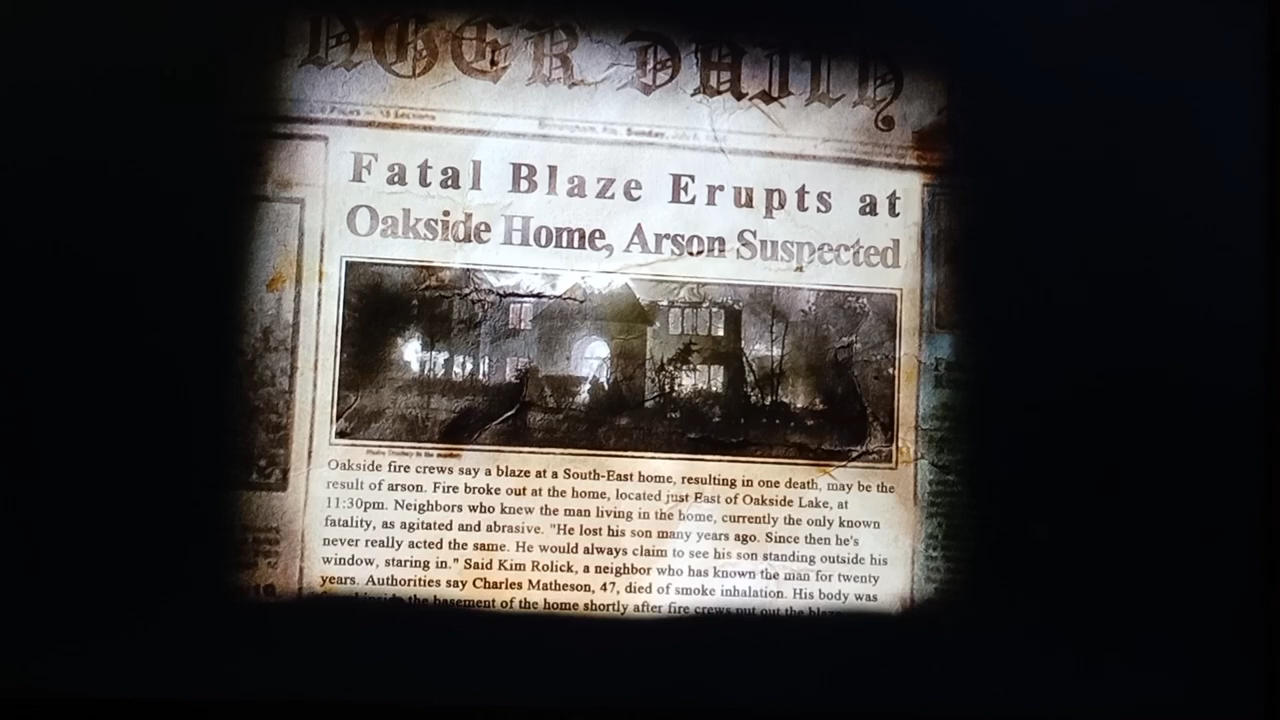 NGER DAILY
Fatal Blaze Erupts at
Oakside Home, Arson Suspected
Oakside fire crews say a blaze at a South-East home, resulting in one death, may be the
result of arson. Fire broke out at the home, located just East of Oakside Lake, at
11:30pm. Neighbors who knew the man living in the home, currently the only known
fatality, as agitated and abrasive. "He lost his son many years ago. Since then he's
never really acted the same. He would always claim to see his son standing outside his
window, staring in." Said Kim Rolick, a neighbor who has known the man for twenty
years. Authorities say Charles Matheson, 47, died of smoke inhalation. His body was
the basement of the home shortly after fire crews put out the